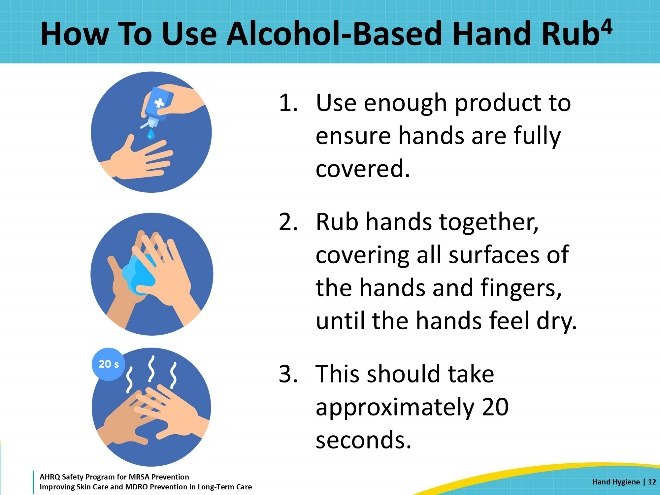 How To Use Alcohol-Based Hand Rub⁴
1. Use enough product to
ensure hands are fully
covered.
2. Rub hands together,
covering all surfaces of
the hands and fingers,
until the hands feel dry.
20 s
3. This should take
approximately 20
seconds.
AHRQ Safety Program for MRSA Prevention
Improving Skin Care and MDRO Prevention in Long-Term Care
Hand Hygiene | 12